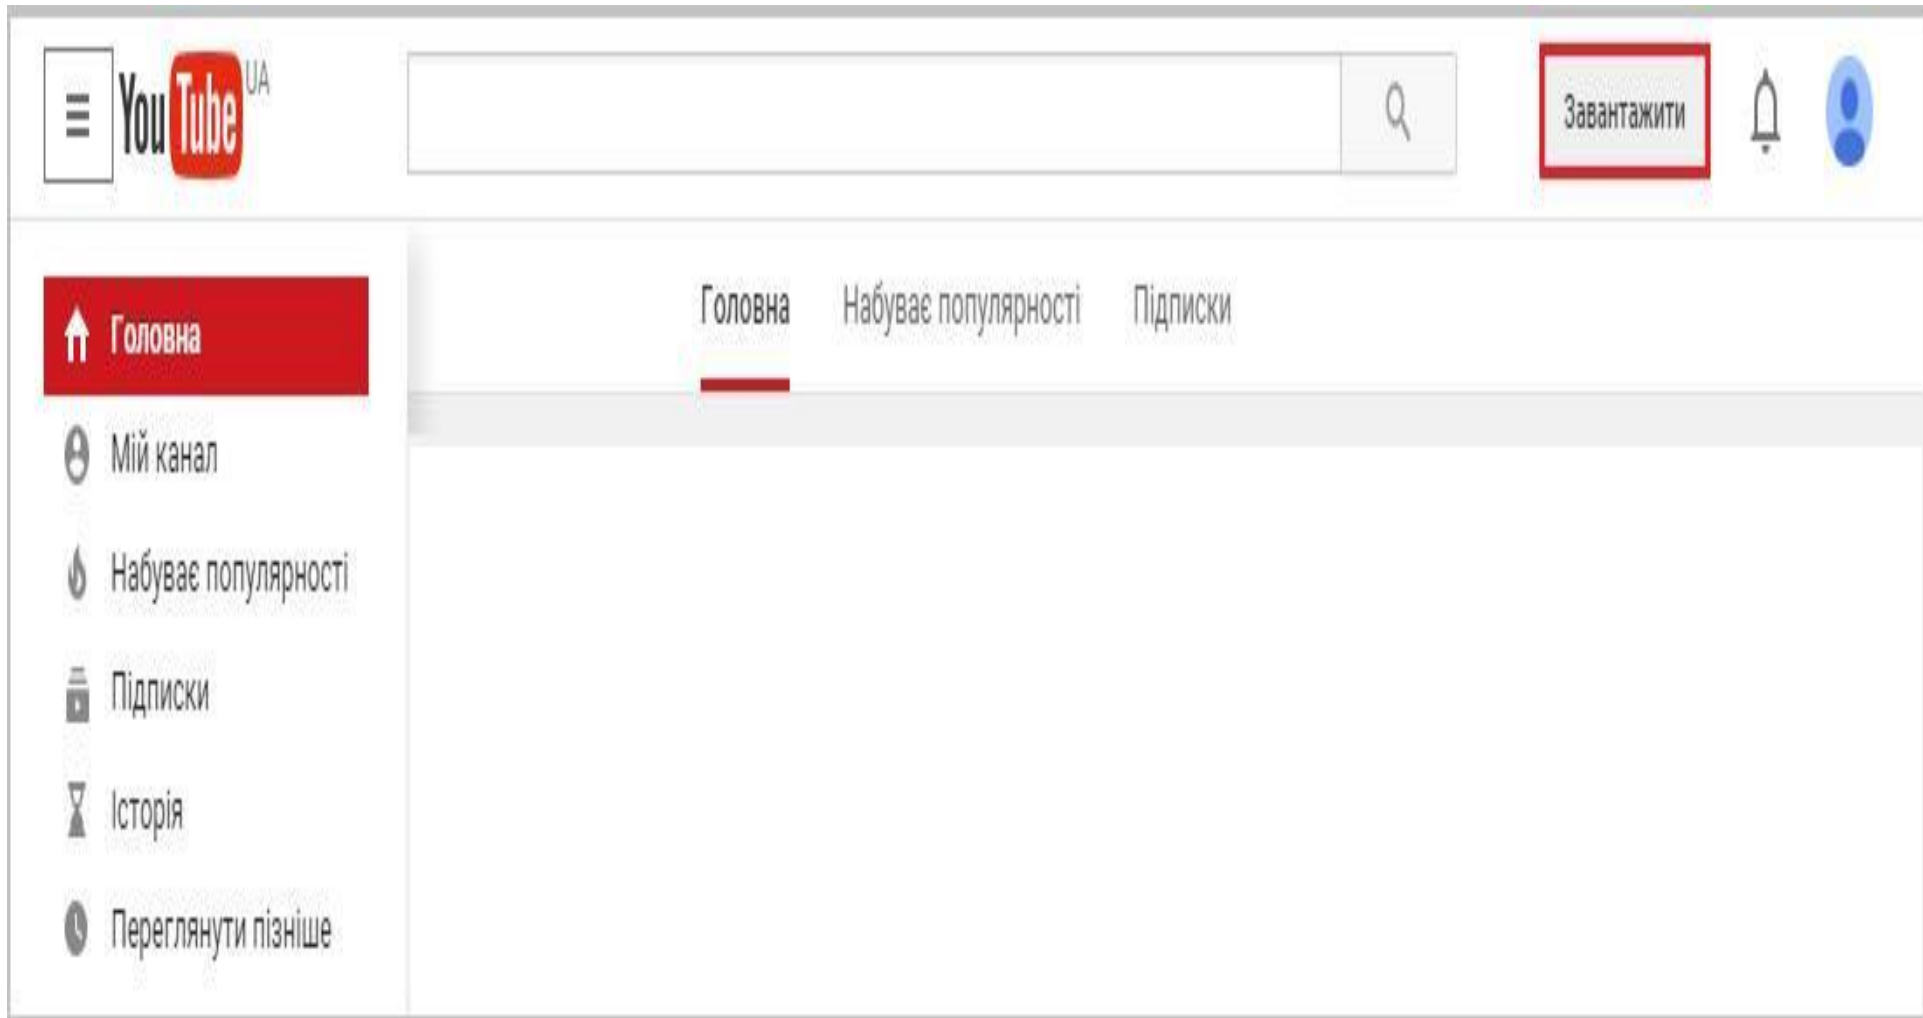 YouTube UA
Завантажити
Головна Набуває популярності Підписки
Головна
Мій канал
Набуває популярності
Підписки
Історія
Переглянути пізніше